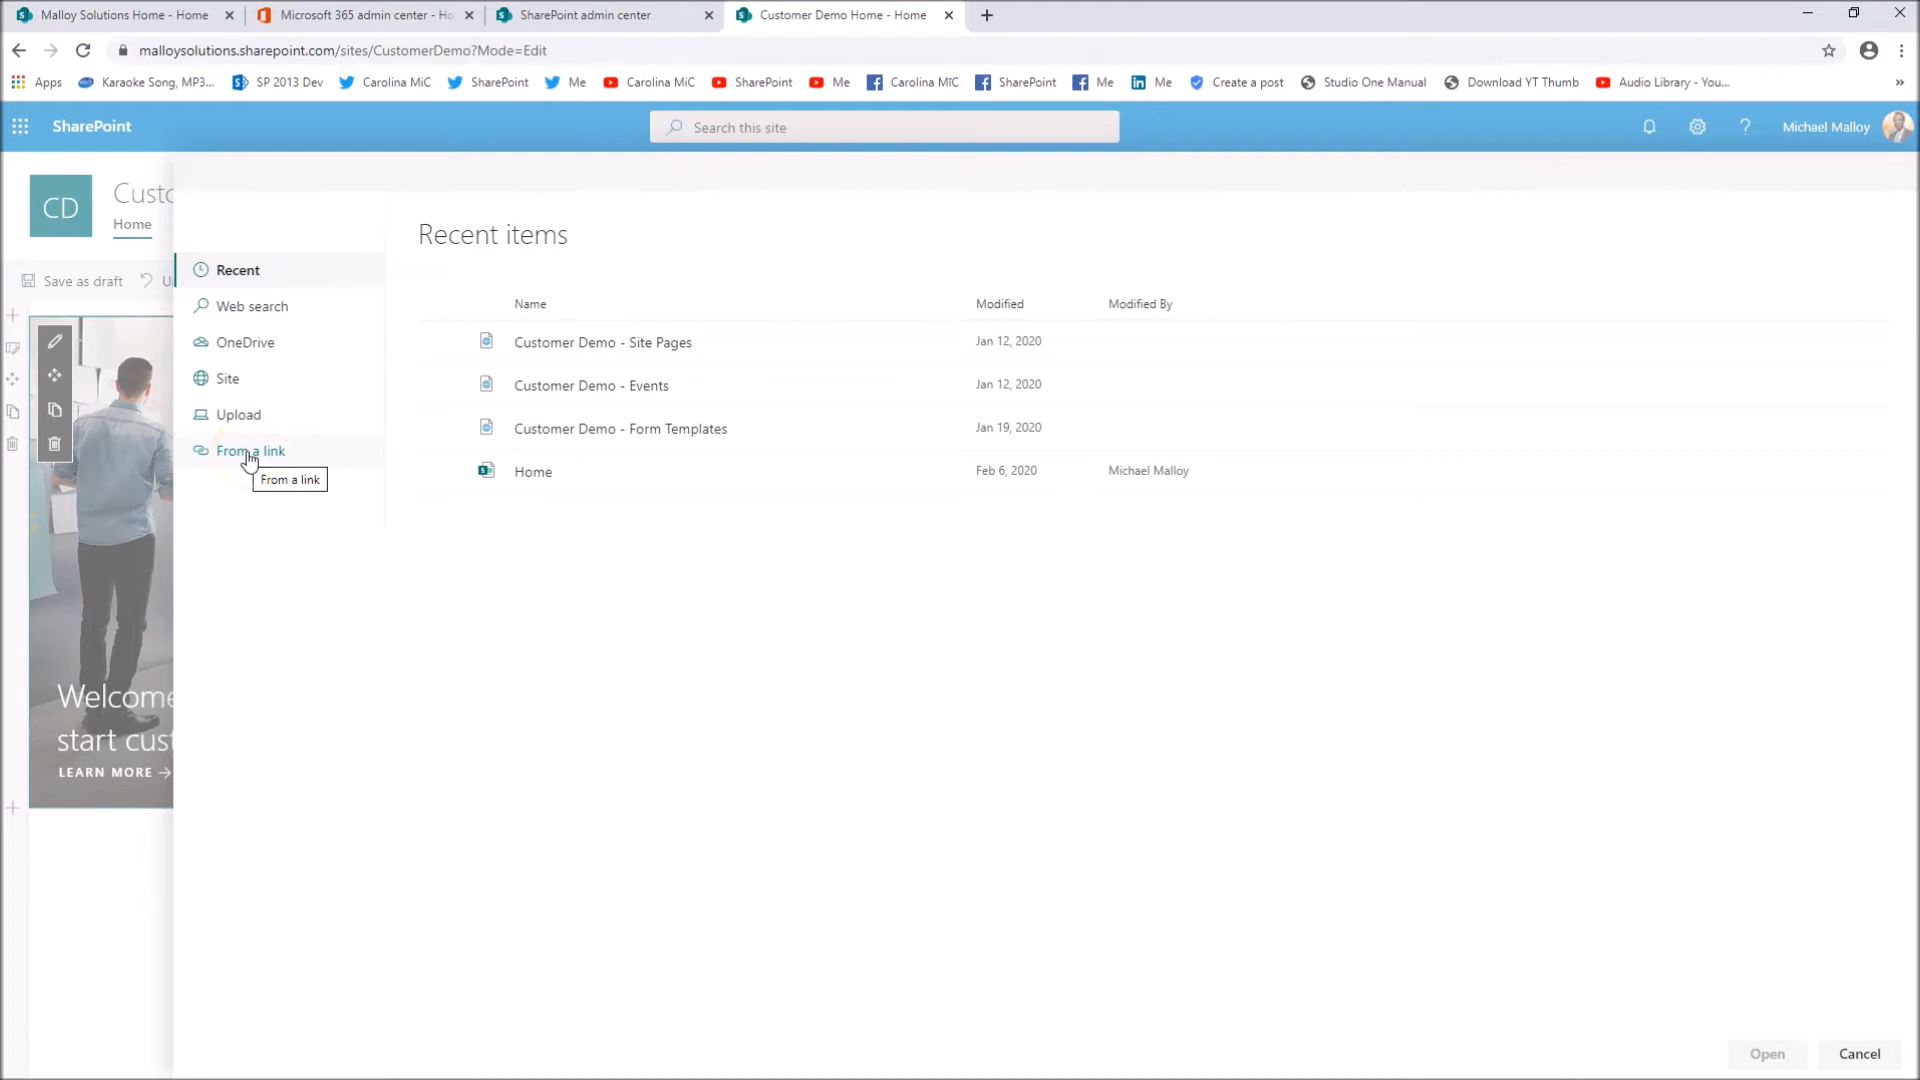 Malloy Solutions Home - Home
Microsoft 365 admin center - Ho
SharePoint admin center
Customer Demo Home - Home
malloysolutions.sharepoint.com/sites/CustomerDemo?Mode=Edit
Apps
Karaoke Song, MP3...
SP 2013 Dev
Carolina MiC
SharePoint
Me
Carolina MiC
SharePoint
Me
Carolina MIC
SharePoint
Me
Me
Create a post
Studio One Manual
Download YT Thumb
Audio Library - You...
SharePoint
Search this site
Michael Malloy
CD
Custo
Home
Save as draft
Recent items
Recent
Web search
OneDrive
Site
Upload
From a link
From a link
Name Modified Modified By
Customer Demo - Site Pages Jan 12, 2020
Customer Demo - Events Jan 12, 2020
Customer Demo - Form Templates Jan 19, 2020
Home Feb 6, 2020 Michael Malloy
Welcome
start cust
LEARN MORE →
Open
Cancel